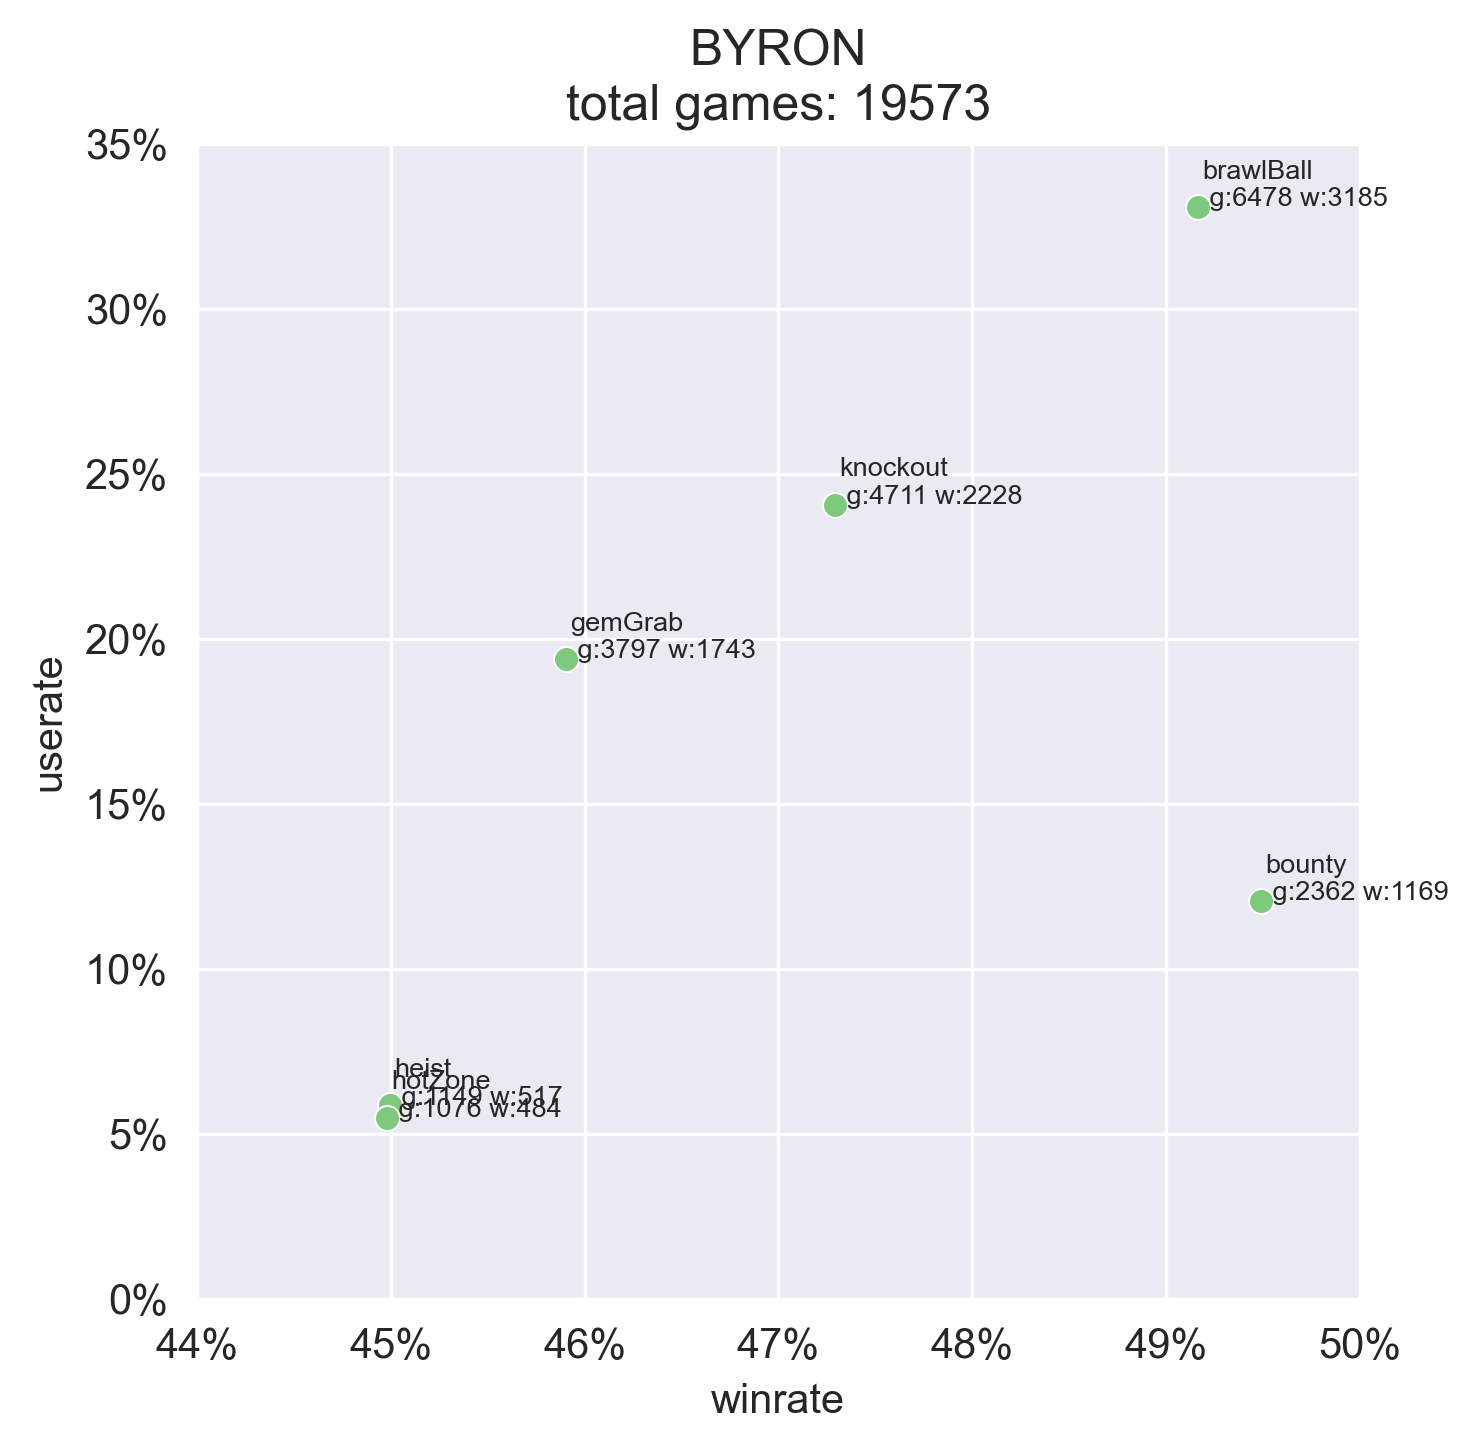 BYRON
total games: 19573
35%
30%
25%
20%
15%
10%
5%
0%
userate
brawlBall
g:6478 w:3185
knockout
g:4711 w:2228
gemGrab
g:3797 w:1743
bounty
g:2362 w:1169
heist
g:1149 w:517
hotZone
g:1076 w:484
44%
45%
46%
47%
48%
49%
50%
winrate